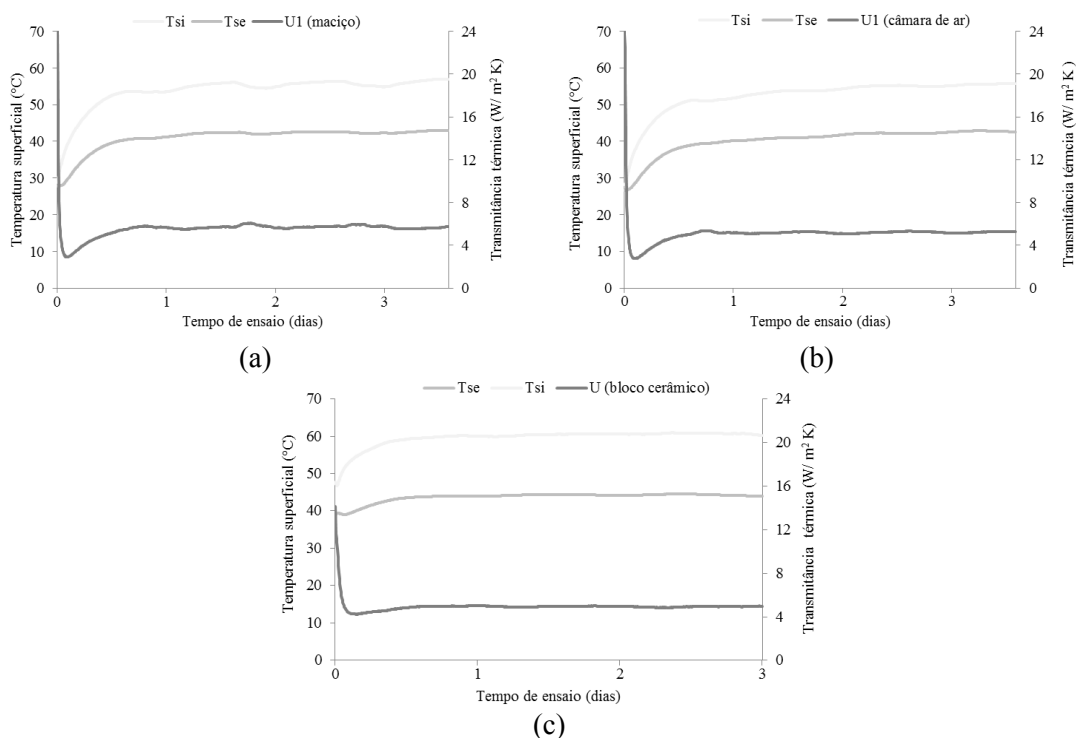 Tsi Tse U1 (maciço)
70
60
50
40
30
20
10
0
Temperatura superficial (°C)
24
20
16
12
8
4
0
Transmitância térmica (W/ m² K)
0 1 2 3
Tempo de ensaio (dias)
(a)
Tsi Tse U1 (câmara de ar)
70
60
50
40
30
20
10
0
Temperatura superficial (°C)
24
20
16
12
8
4
0
Transmitância térmcia (W/ m² K)
0 1 2 3
Tempo de ensaio (dias)
(b)
Tse Tsi U (bloco cerâmico)
70
60
50
40
30
20
10
0
Temperatura superficial (°C)
24
20
16
12
8
4
0
Transmitância térmica (W/ m² K)
0 1 2 3
Tempo de ensaio (dias)
(c)